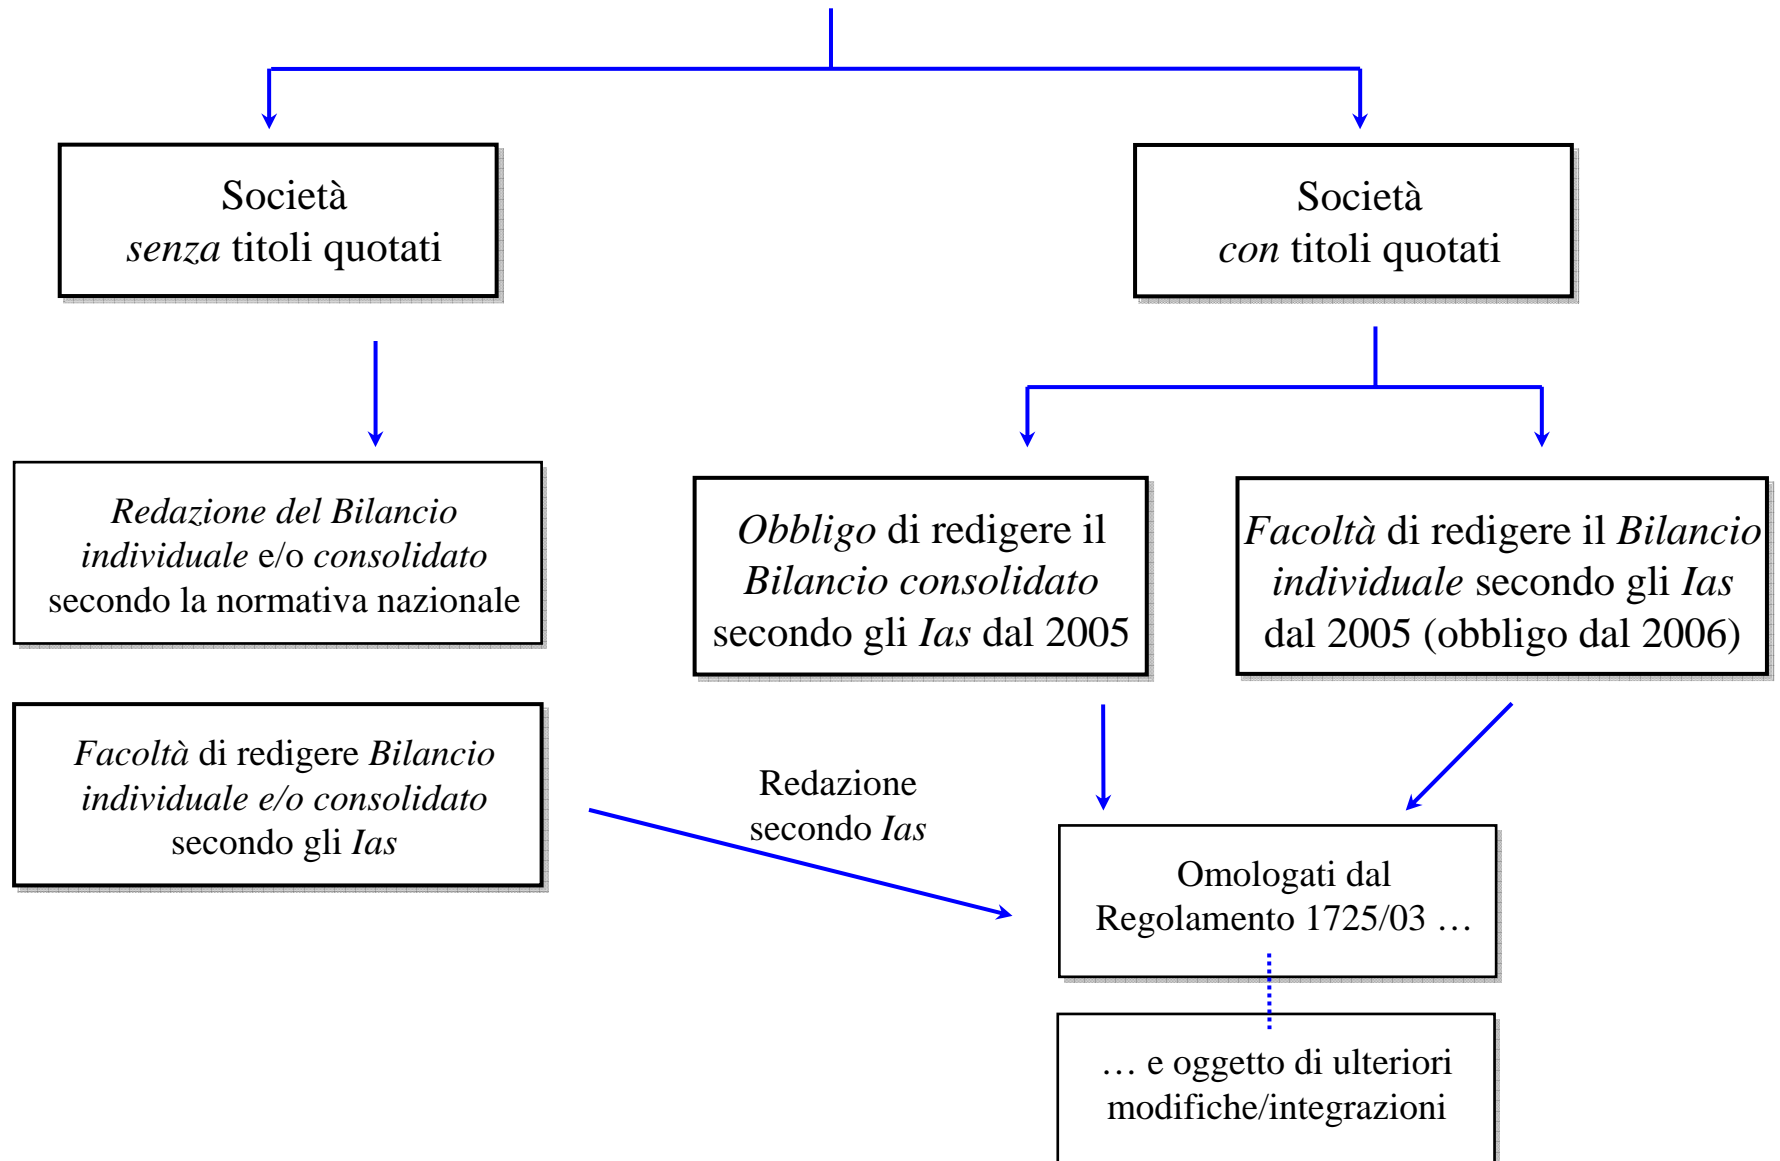 Società
senza titoli quotati
Società
con titoli quotati
Redazione del Bilancio
individuale e/o consolidato
secondo la normativa nazionale
Obbligo di redigere il
Bilancio consolidato
secondo gli Ias dal 2005
Facoltà di redigere il Bilancio
individuale secondo gli Ias
dal 2005 (obbligo dal 2006)
Facoltà di redigere Bilancio
individuale e/o consolidato
secondo gli Ias
Redazione
secondo Ias
Omologati dal
Regolamento 1725/03 …
… e oggetto di ulteriori
modifiche/integrazioni